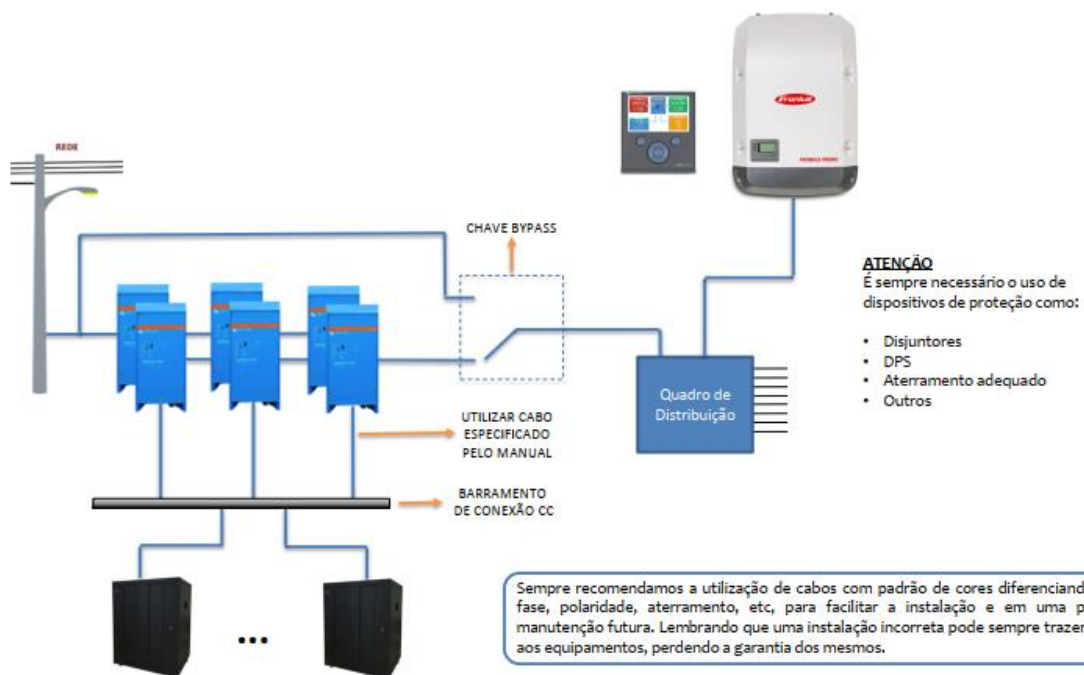 REDE
Fronius
FRONIUS PRIMO
CHAVE BYPASS
ATENÇÃO
É sempre necessário o uso de
dispositivos de proteção como:
• Disjuntores
• DPS
• Aterramento adequado
• Outros
Quadro de
Distribuição
UTILIZAR CABO
ESPECIFICADO
PELO MANUAL
BARRAMENTO
DE CONEXÃO CC
...
Sempre recomendamos a utilização de cabos com padrão de cores diferenciand
fase, polaridade, aterramento, etc, para facilitar a instalação e em uma p
manutenção futura. Lembrando que uma instalação incorreta pode sempre trazer
aos equipamentos, perdendo a garantia dos mesmos.